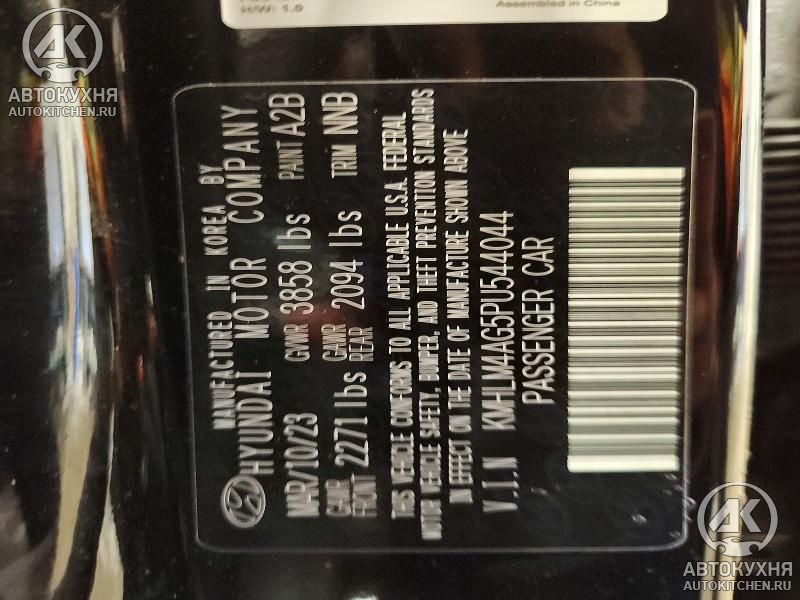 Assembled in China
H/W: 1.0
AK
АВТОКУХНЯ
AUTOKITCHEN.RU
MANUFACTURED IN KOREA BY
HYUNDAI MOTOR COMPANY
MAR/10/23 GVWR 3858 lbs PAINT A2B
GAWR FRONT 2271 lbs GAWR REAR 2094 lbs TRIM NNB
THIS VEHICLE CONFORMS TO ALL APPLICABLE U.S.A. FEDERAL
MOTOR VEHICLE SAFETY, BUMPER, AND THEFT PREVENTION STANDARDS
IN EFFECT ON THE DATE OF MANUFACTURE SHOWN ABOVE
V.I.N KMHLM4AG5PU544044
PASSENGER CAR
AK
АВТОКУХНЯ
AUTOKITCHEN.RU